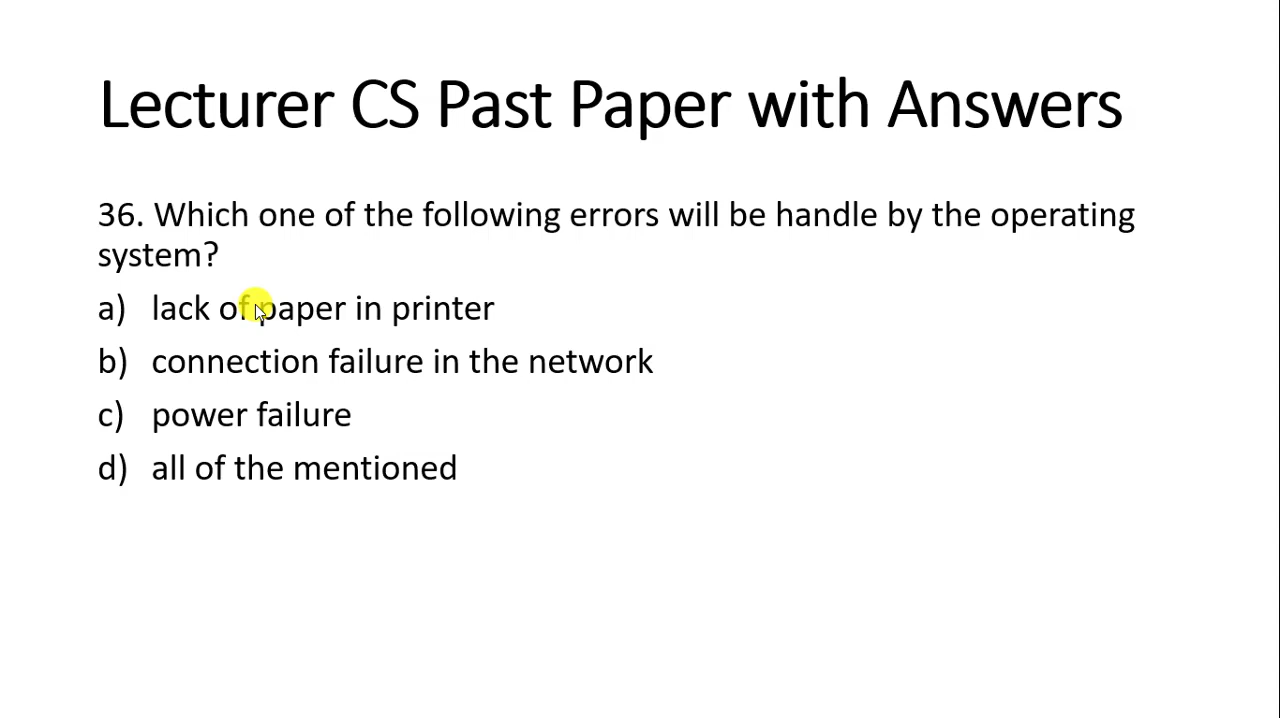 Lecturer CS Past Paper with Answers
36. Which one of the following errors will be handle by the operating
system?
a) lack of paper in printer
b) connection failure in the network
c) power failure
d) all of the mentioned